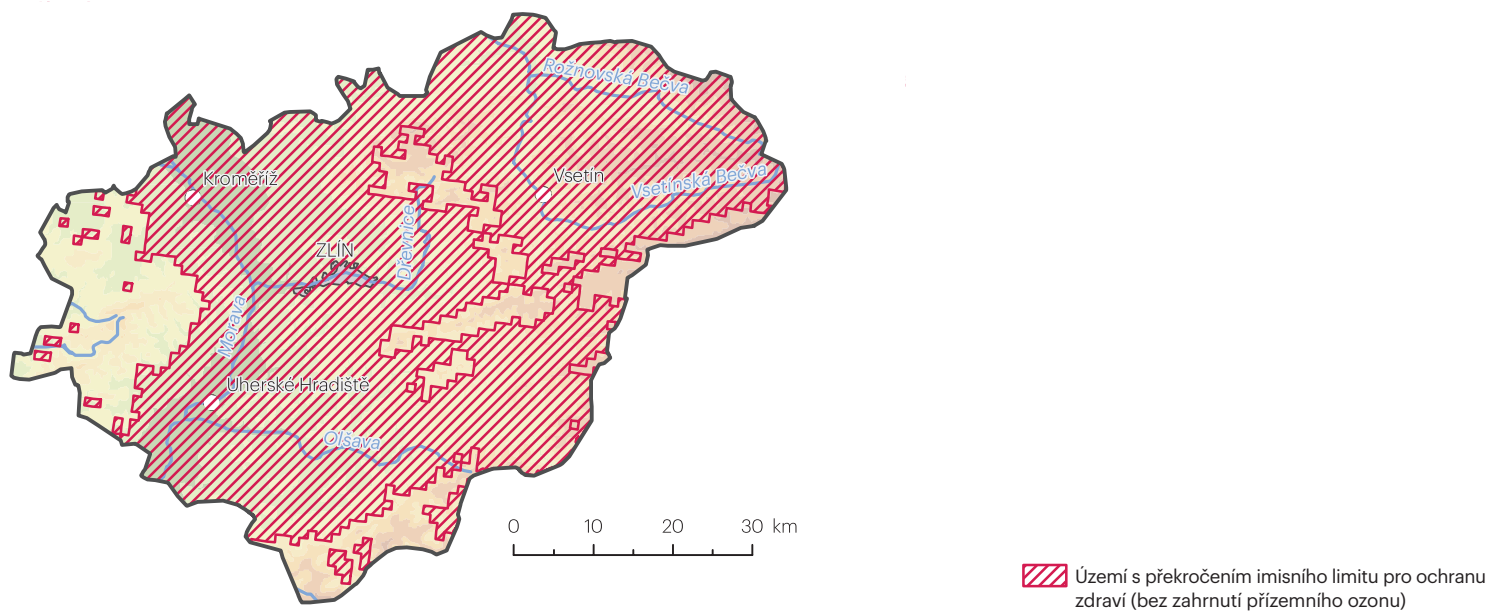 Rožnovská Bečva
Kroměříž
Vsetín
Vsetínská Bečva
Dřevnice
ZLÍN
Morava
Uherské Hradiště
Olšava
0 10 20 30 km
Území s překročením imisního limitu pro ochranu
zdraví (bez zahrnutí přízemního ozonu)